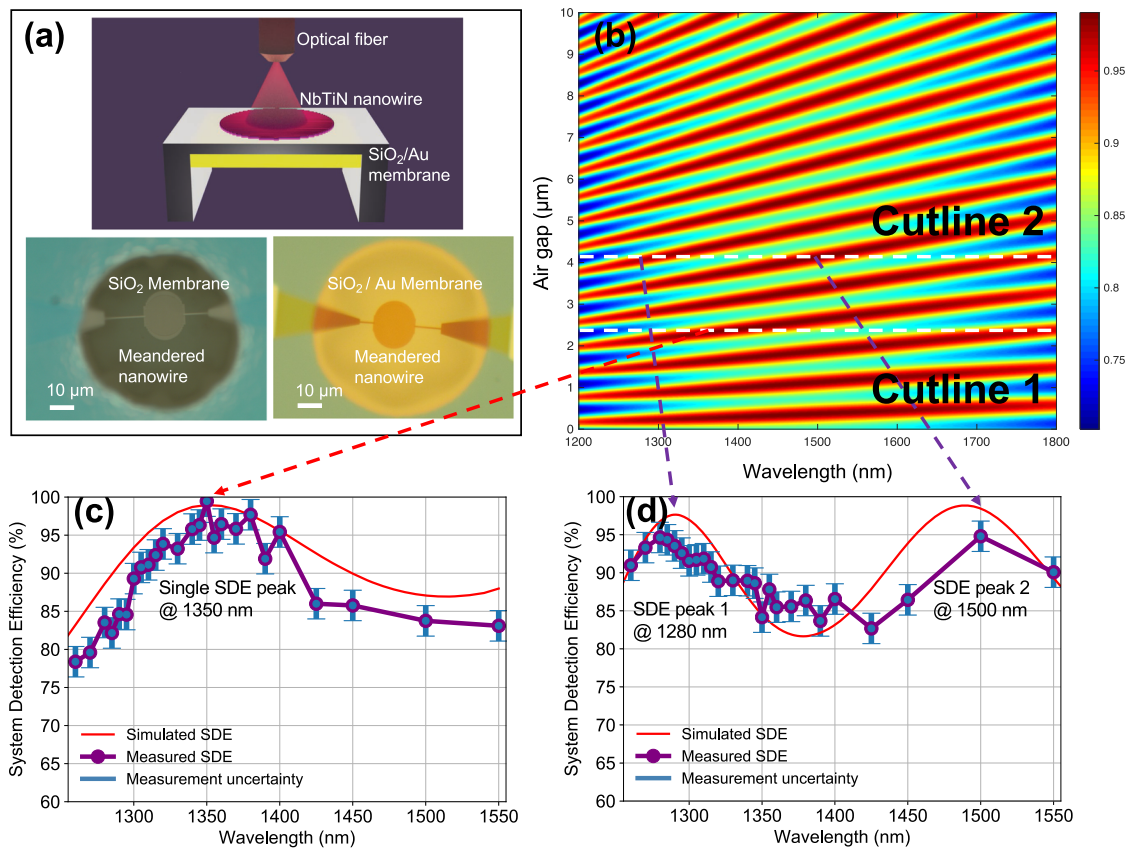 (a)
Optical fiber
NbTiN nanowire
SiO2/Au
membrane
SiO2 Membrane
Meandered
nanowire
10 µm
SiO2 / Au Membrane
Meandered
nanowire
10 µm
(b)
Air gap (µm)
10
9
8
7
6
5
4
3
2
1
0
Cutline 2
Cutline 1
1200
1300
1400
1500
1600
1700
1800
Wavelength (nm)
0.95
0.9
0.85
0.8
0.75
(c)
System Detection Efficiency (%)
100
95
90
85
80
75
70
65
60
Single SDE peak
@ 1350 nm
Simulated SDE
Measured SDE
Measurement uncertainty
1300
1350
1400
1450
1500
1550
Wavelength (nm)
(d)
System Detection Efficiency (%)
100
95
90
85
80
75
70
65
60
SDE peak 1
@ 1280 nm
SDE peak 2
@ 1500 nm
Simulated SDE
Measured SDE
Measurement uncertainty
1300
1350
1400
1450
1500
1550
Wavelength (nm)